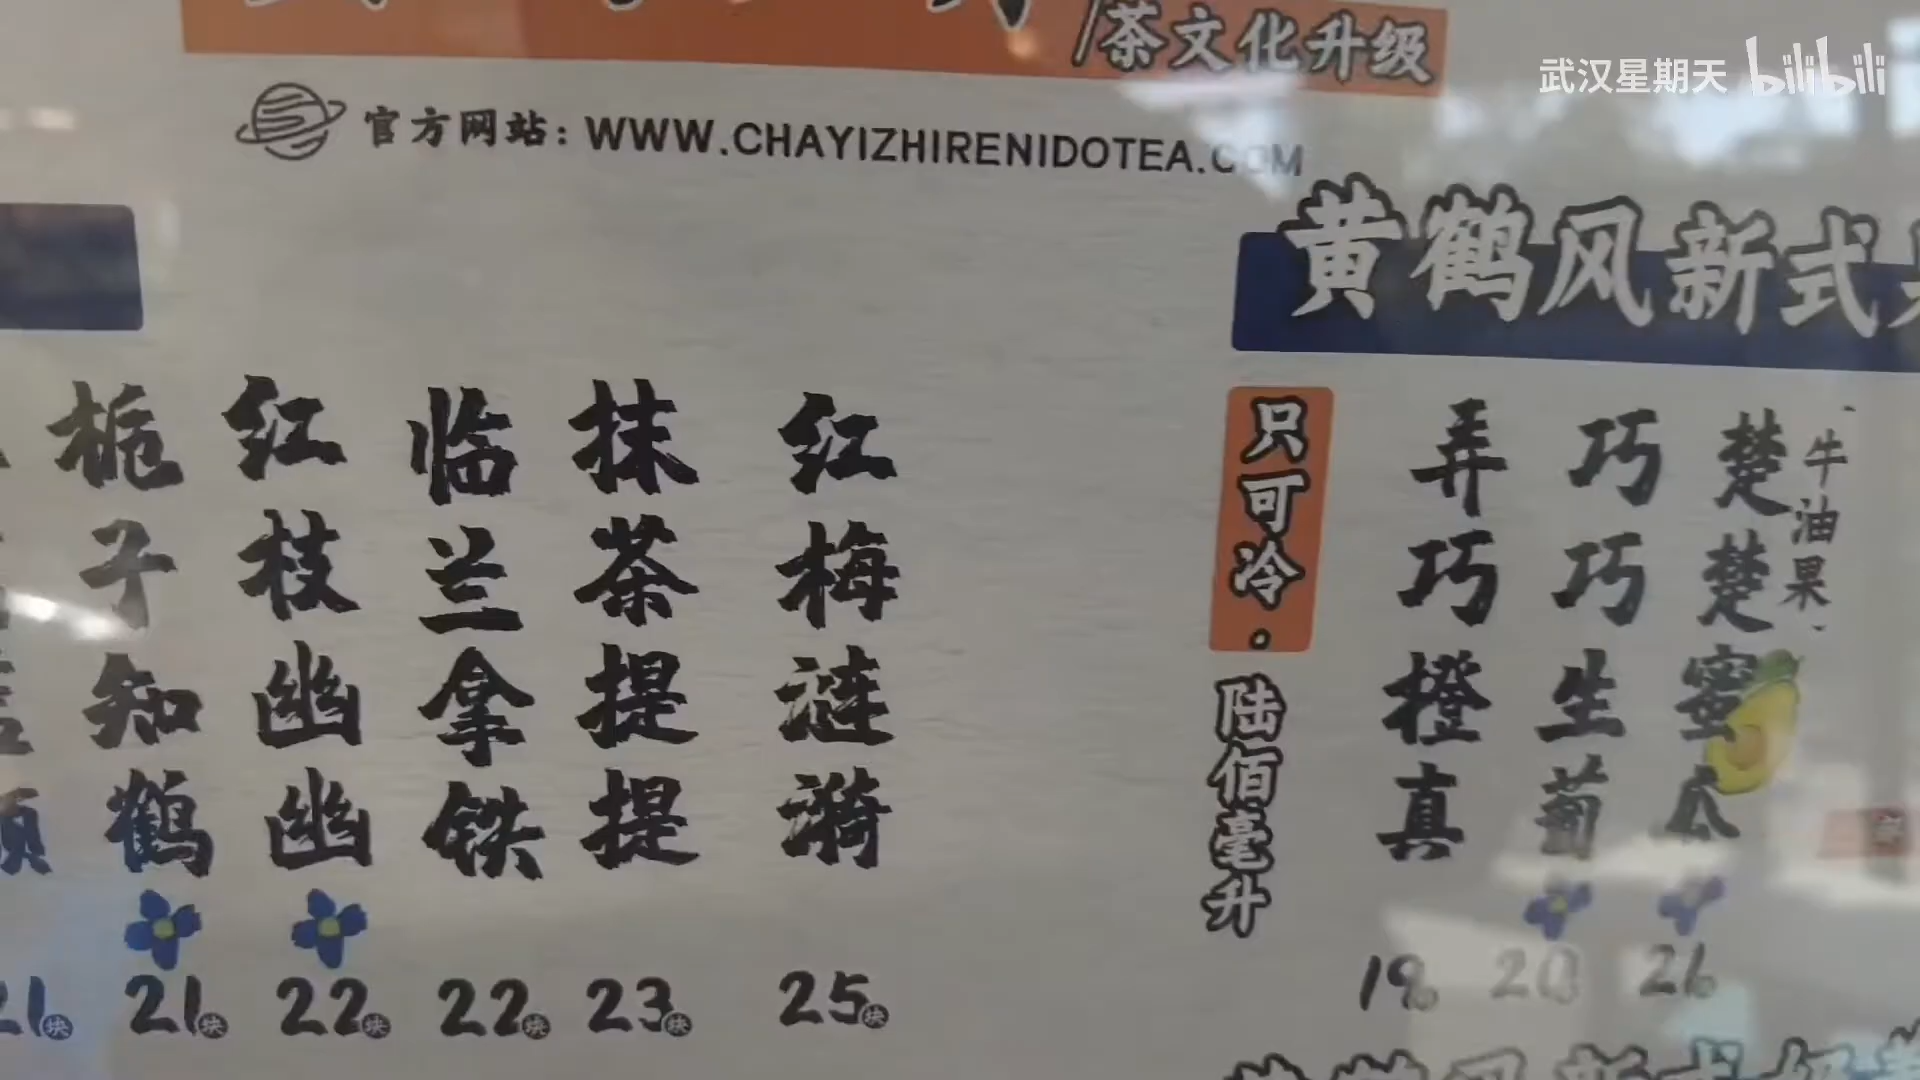 /茶文化升级
武汉星期天 bilibili
官方网站：WWW.CHAYIZHIRENIDOTEA.COM
黄鹤风新式
栀子知鹤
21块
红枝幽幽
22块
临兰拿铁
22块
抹茶提提
23块
红梅涟漪
25块
21块
只可冷·陆佰毫升
弄巧橙真
19
巧巧生葡
20
楚楚蜜瓜
牛油果
26